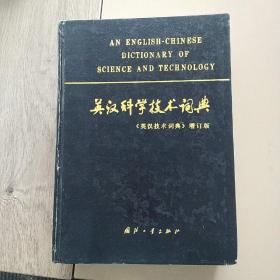 AN ENGLISH-CHINESE
DICTIONARY OF
SCIENCE AND TECHNOLOGY
英汉科学技术词典
《英汉技术词典》增订版
国防工业出版社